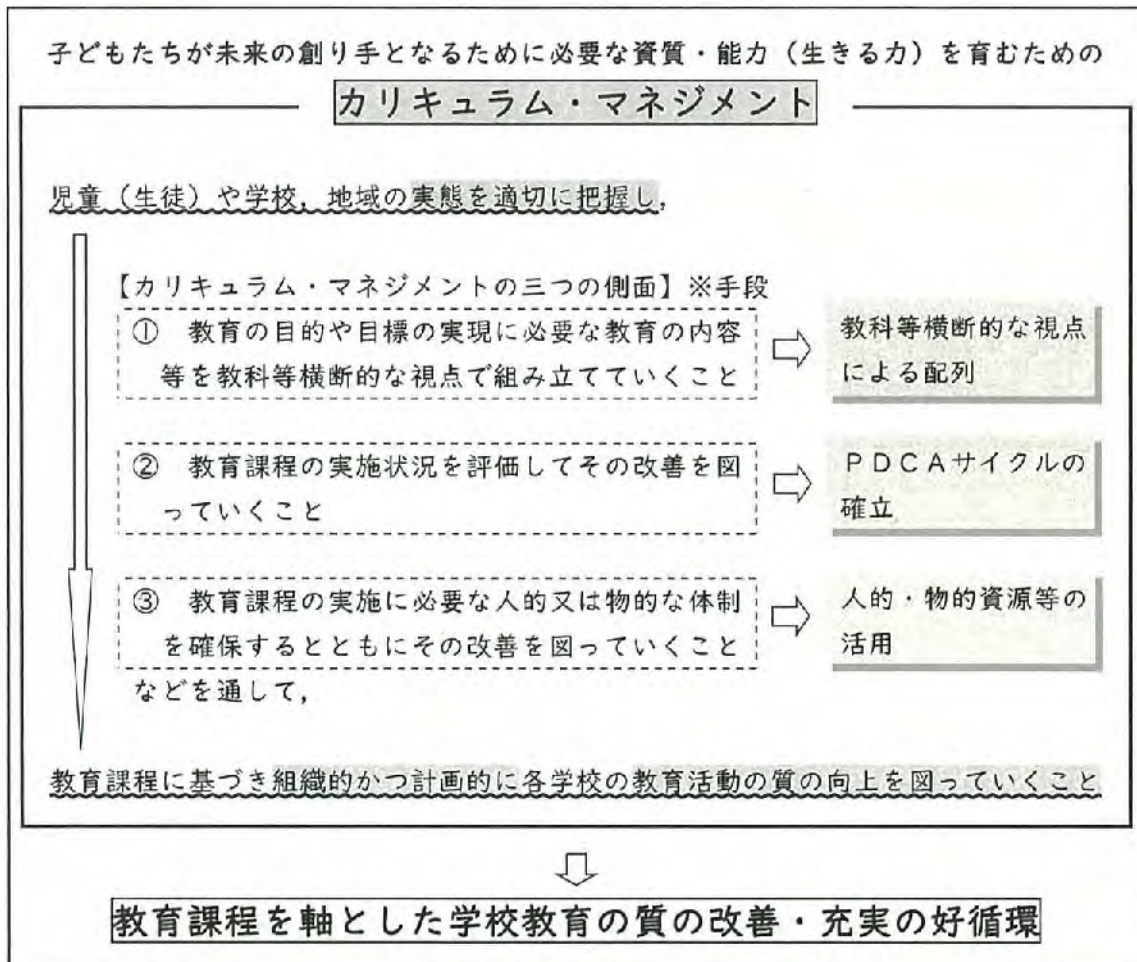 子どもたちが未来の創り手となるために必要な資質・能力（生きる力）を育むための
カリキュラム・マネジメント
児童（生徒）や学校，地域の実態を適切に把握し，
【カリキュラム・マネジメントの三つの側面】※手段
①　教育の目的や目標の実現に必要な教育の内容
等を教科等横断的な視点で組み立てていくこと
教科等横断的な視点
による配列
②　教育課程の実施状況を評価してその改善を図
っていくこと
ＰＤＣＡサイクルの
確立
③　教育課程の実施に必要な人的又は物的な体制
を確保するとともにその改善を図っていくこと
などを通して，
人的・物的資源等の
活用
教育課程に基づき組織的かつ計画的に各学校の教育活動の質の向上を図っていくこと
教育課程を軸とした学校教育の質の改善・充実の好循環